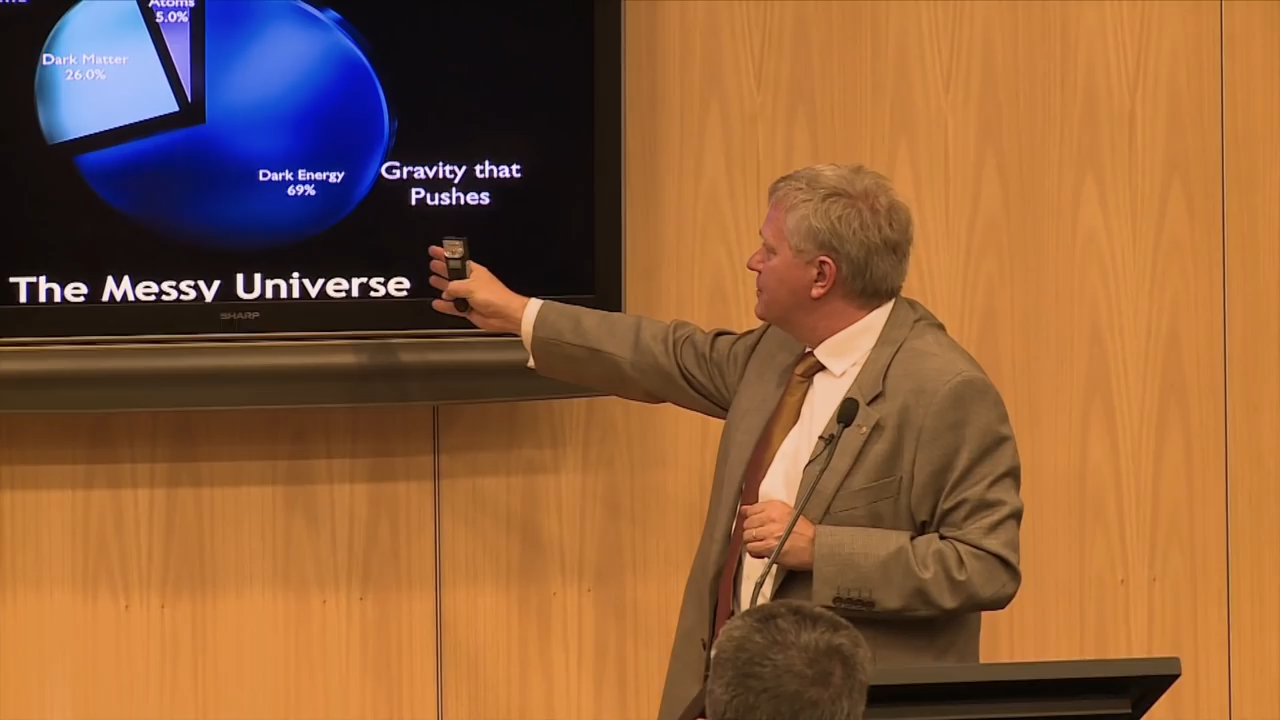 Atoms
5.0%
Dark Matter
26.0%
Dark Energy
69%
Gravity that
Pushes
The Messy Universe
SHARP